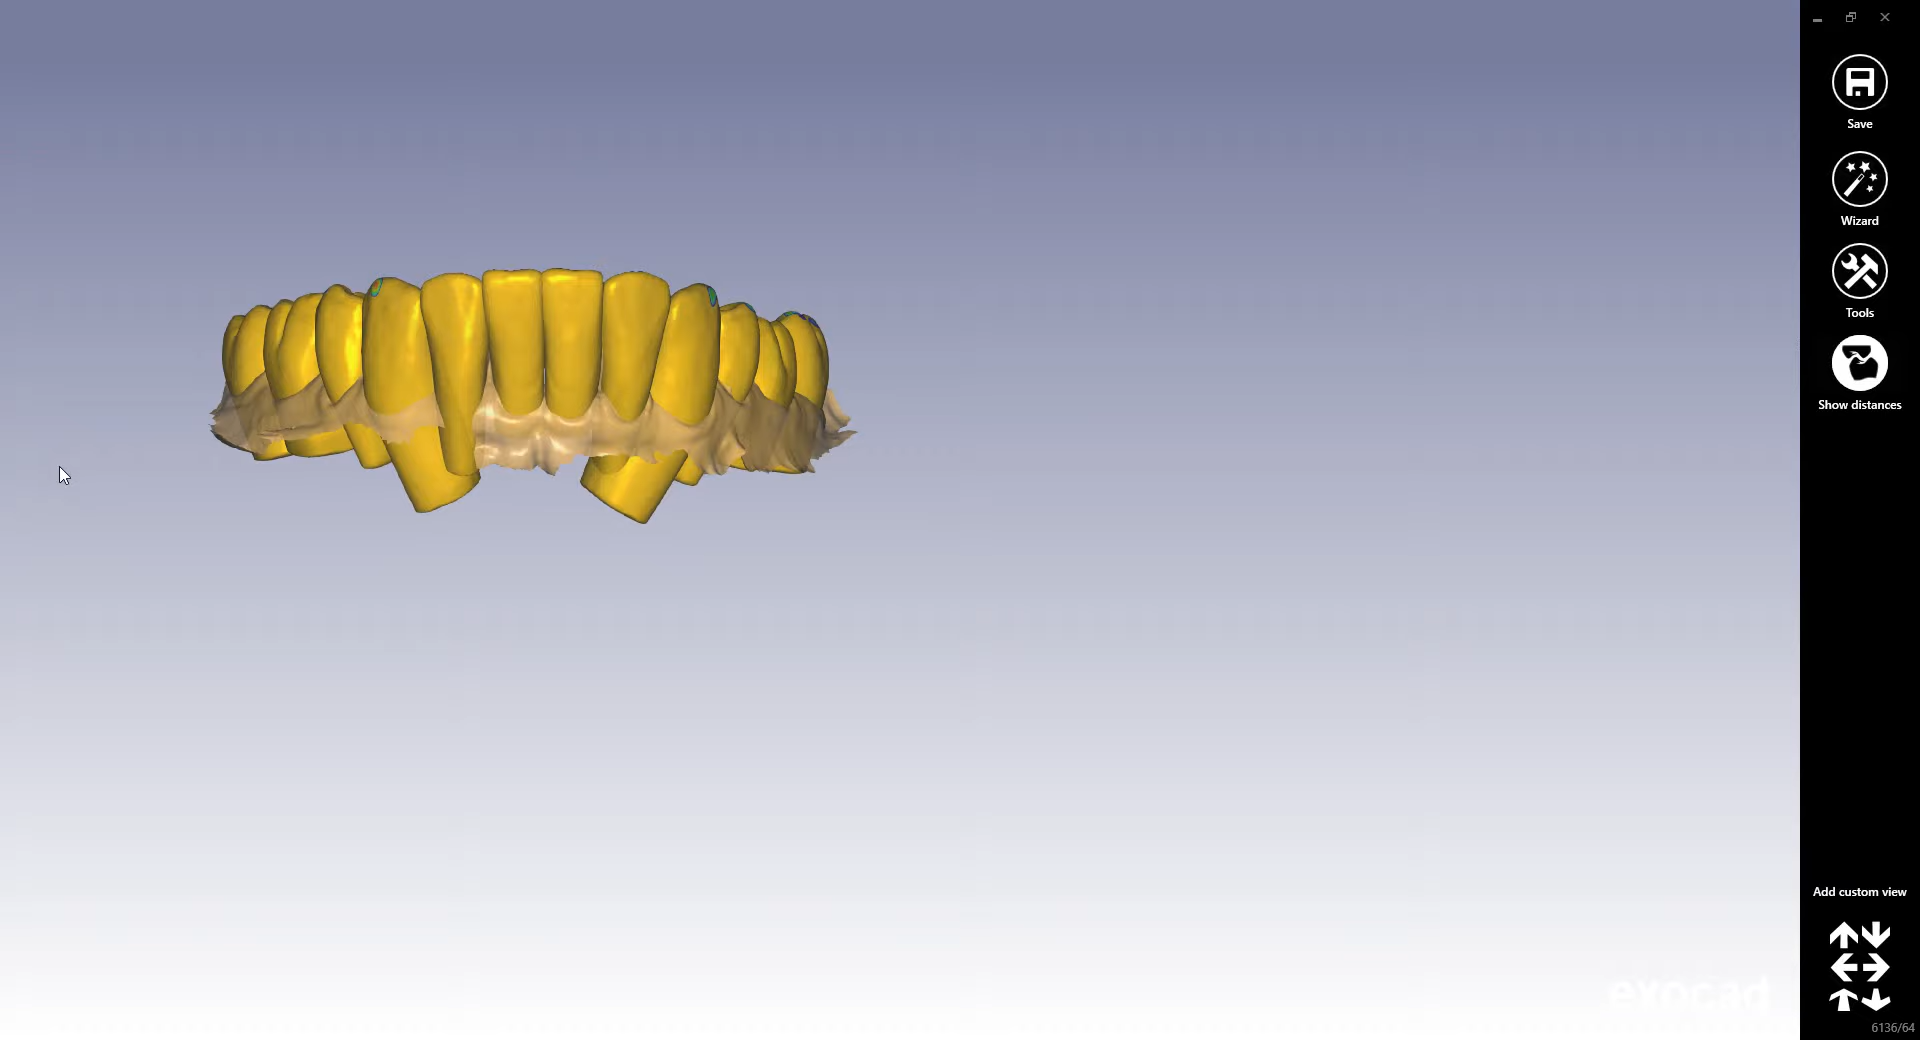 Save
Wizard
Tools
Show distances
Add custom view
exocad
6136/64